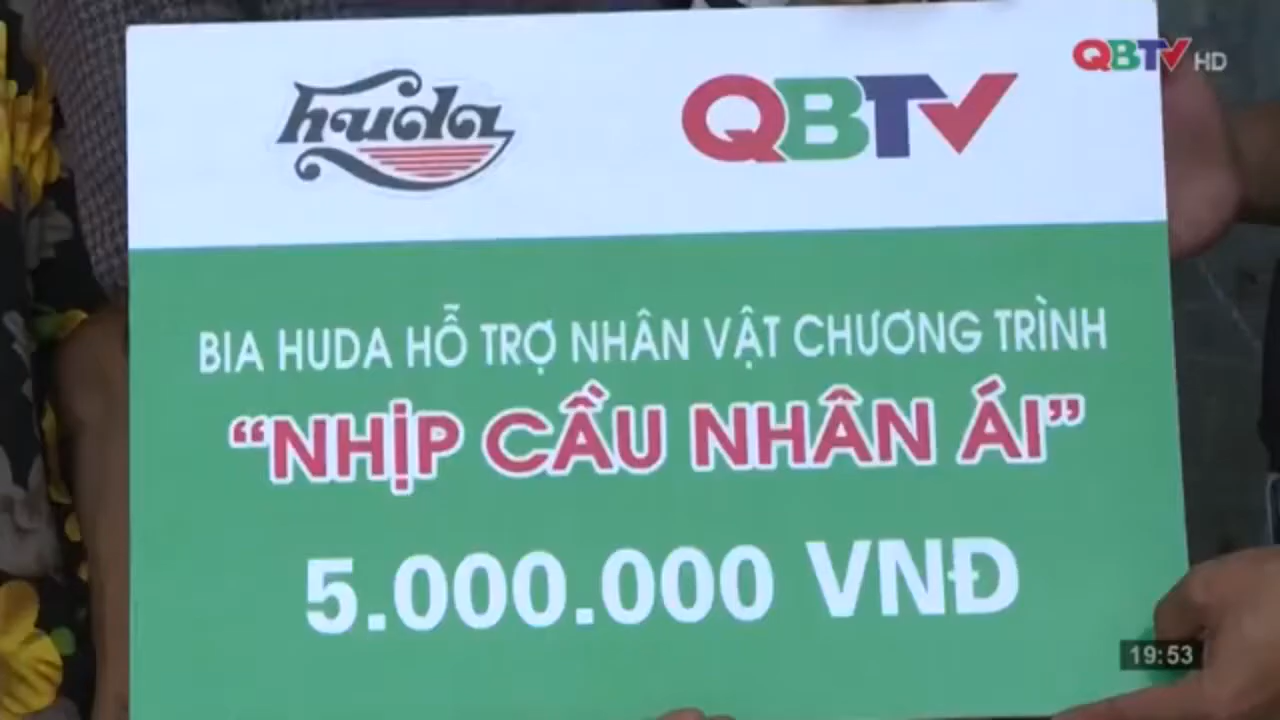 QBTV HD
huda QBTV
BIA HUDA HỖ TRỢ NHÂN VẬT CHƯƠNG TRÌNH
“NHỊP CẦU NHÂN ÁI”
5.000.000 VNĐ
19:53